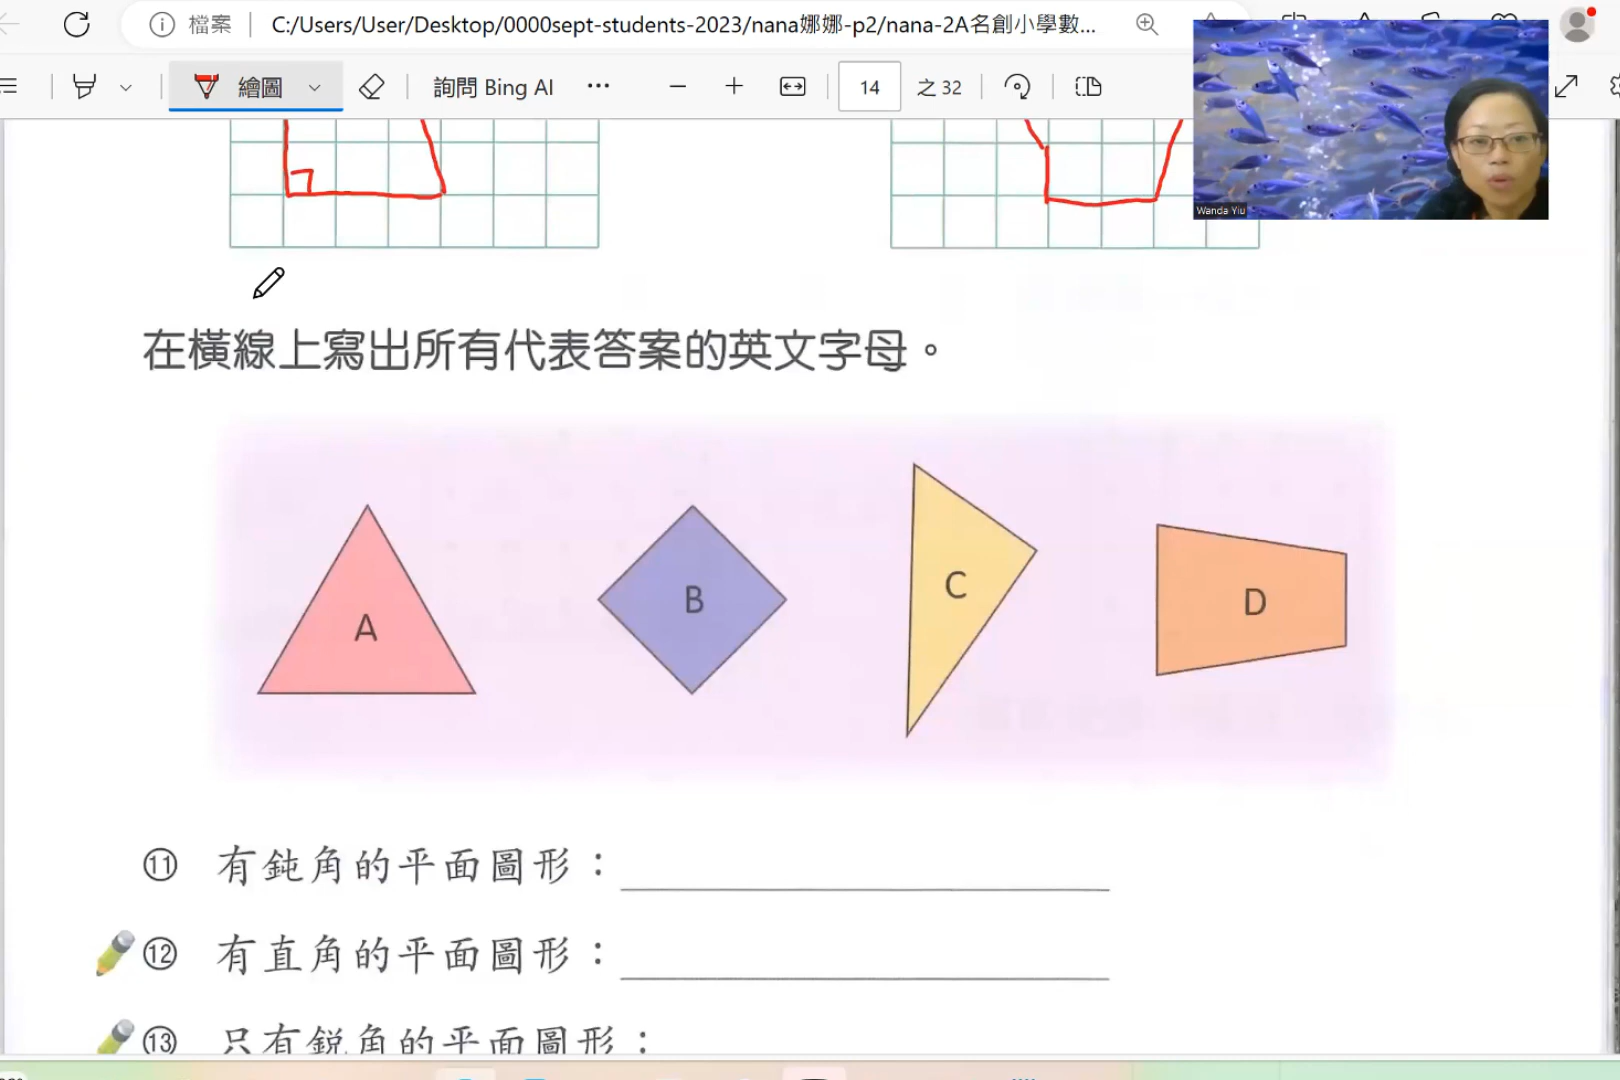 檔案 C:/Users/User/Desktop/0000sept-students-2023/nana娜娜-p2/nana-2A名創小學數...
繪圖 詢問 Bing AI ... 14 之 32
Wanda Yiu
在橫線上寫出所有代表答案的英文字母。
A B C D
⑪ 有鈍角的平面圖形：
⑫ 有直角的平面圖形：
⑬ 只有鋭角的平面圖形：